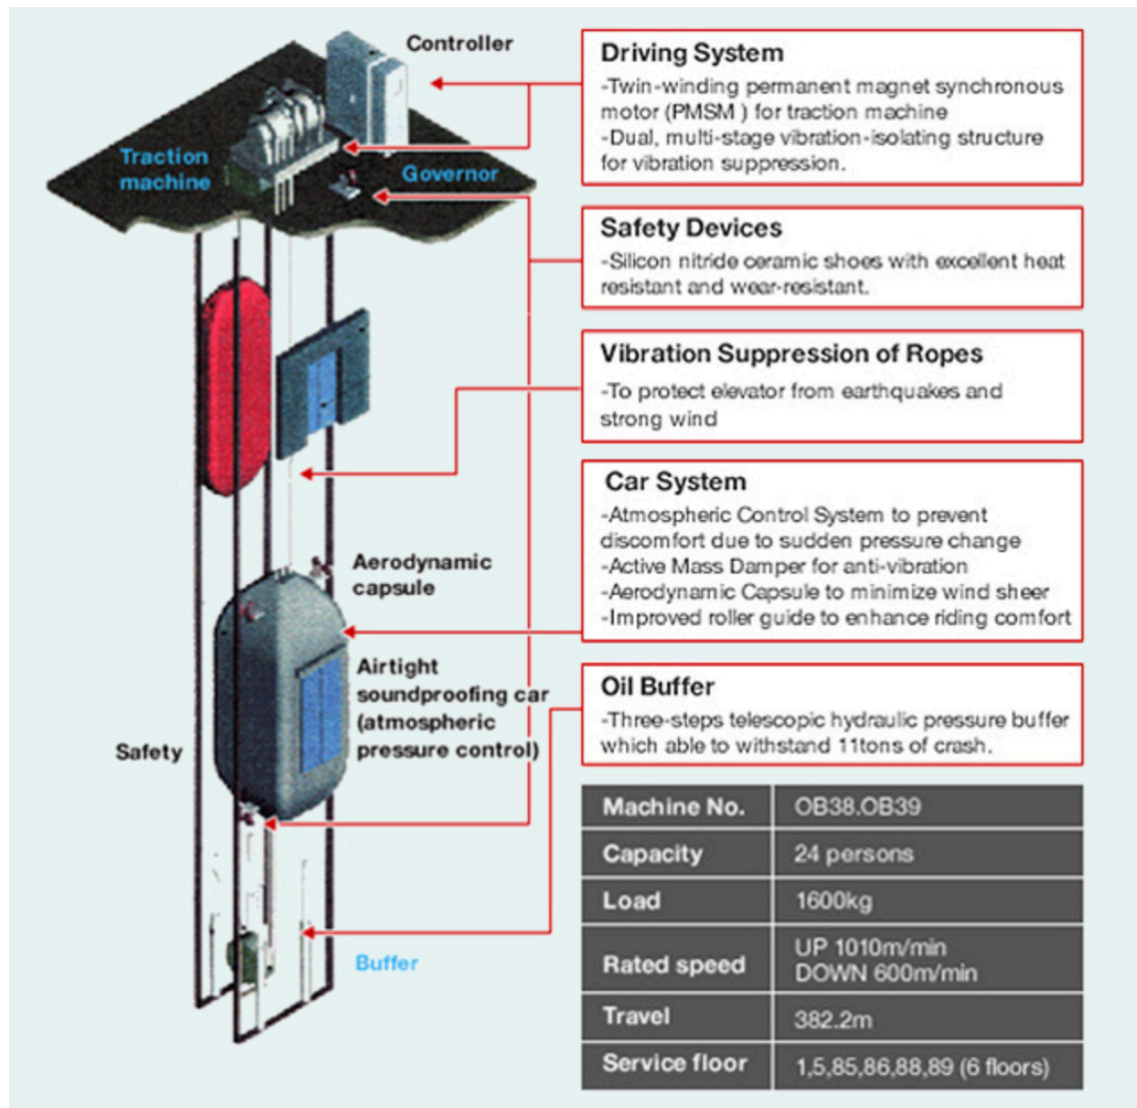 Controller
Traction
machine
Governor
Driving System
-Twin-winding permanent magnet synchronous
motor (PMSM ) for traction machine
-Dual, multi-stage vibration-isolating structure
for vibration suppression.
Safety Devices
-Silicon nitride ceramic shoes with excellent heat
resistant and wear-resistant.
Vibration Suppression of Ropes
-To protect elevator from earthquakes and
strong wind
Car System
-Atmospheric Control System to prevent
discomfort due to sudden pressure change
-Active Mass Damper for anti-vibration
-Aerodynamic Capsule to minimize wind sheer
-Improved roller guide to enhance riding comfort
Aerodynamic
capsule
Airtight
soundproofing car
(atmospheric
pressure control)
Safety
Oil Buffer
-Three-steps telescopic hydraulic pressure buffer
which able to withstand 11tons of crash.
Buffer
Machine No. OB38.OB39
Capacity 24 persons
Load 1600kg
Rated speed UP 1010m/min
DOWN 600m/min
Travel 382.2m
Service floor 1,5,85,86,88,89 (6 floors)